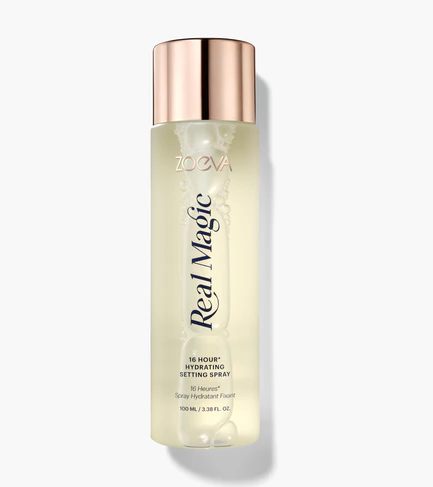 ZOEVA
Real Magic
16 HOUR*
HYDRATING
SETTING SPRAY
16 Heures*
Spray Hydratant Fixant
100 ML / 3.38 FL. OZ.